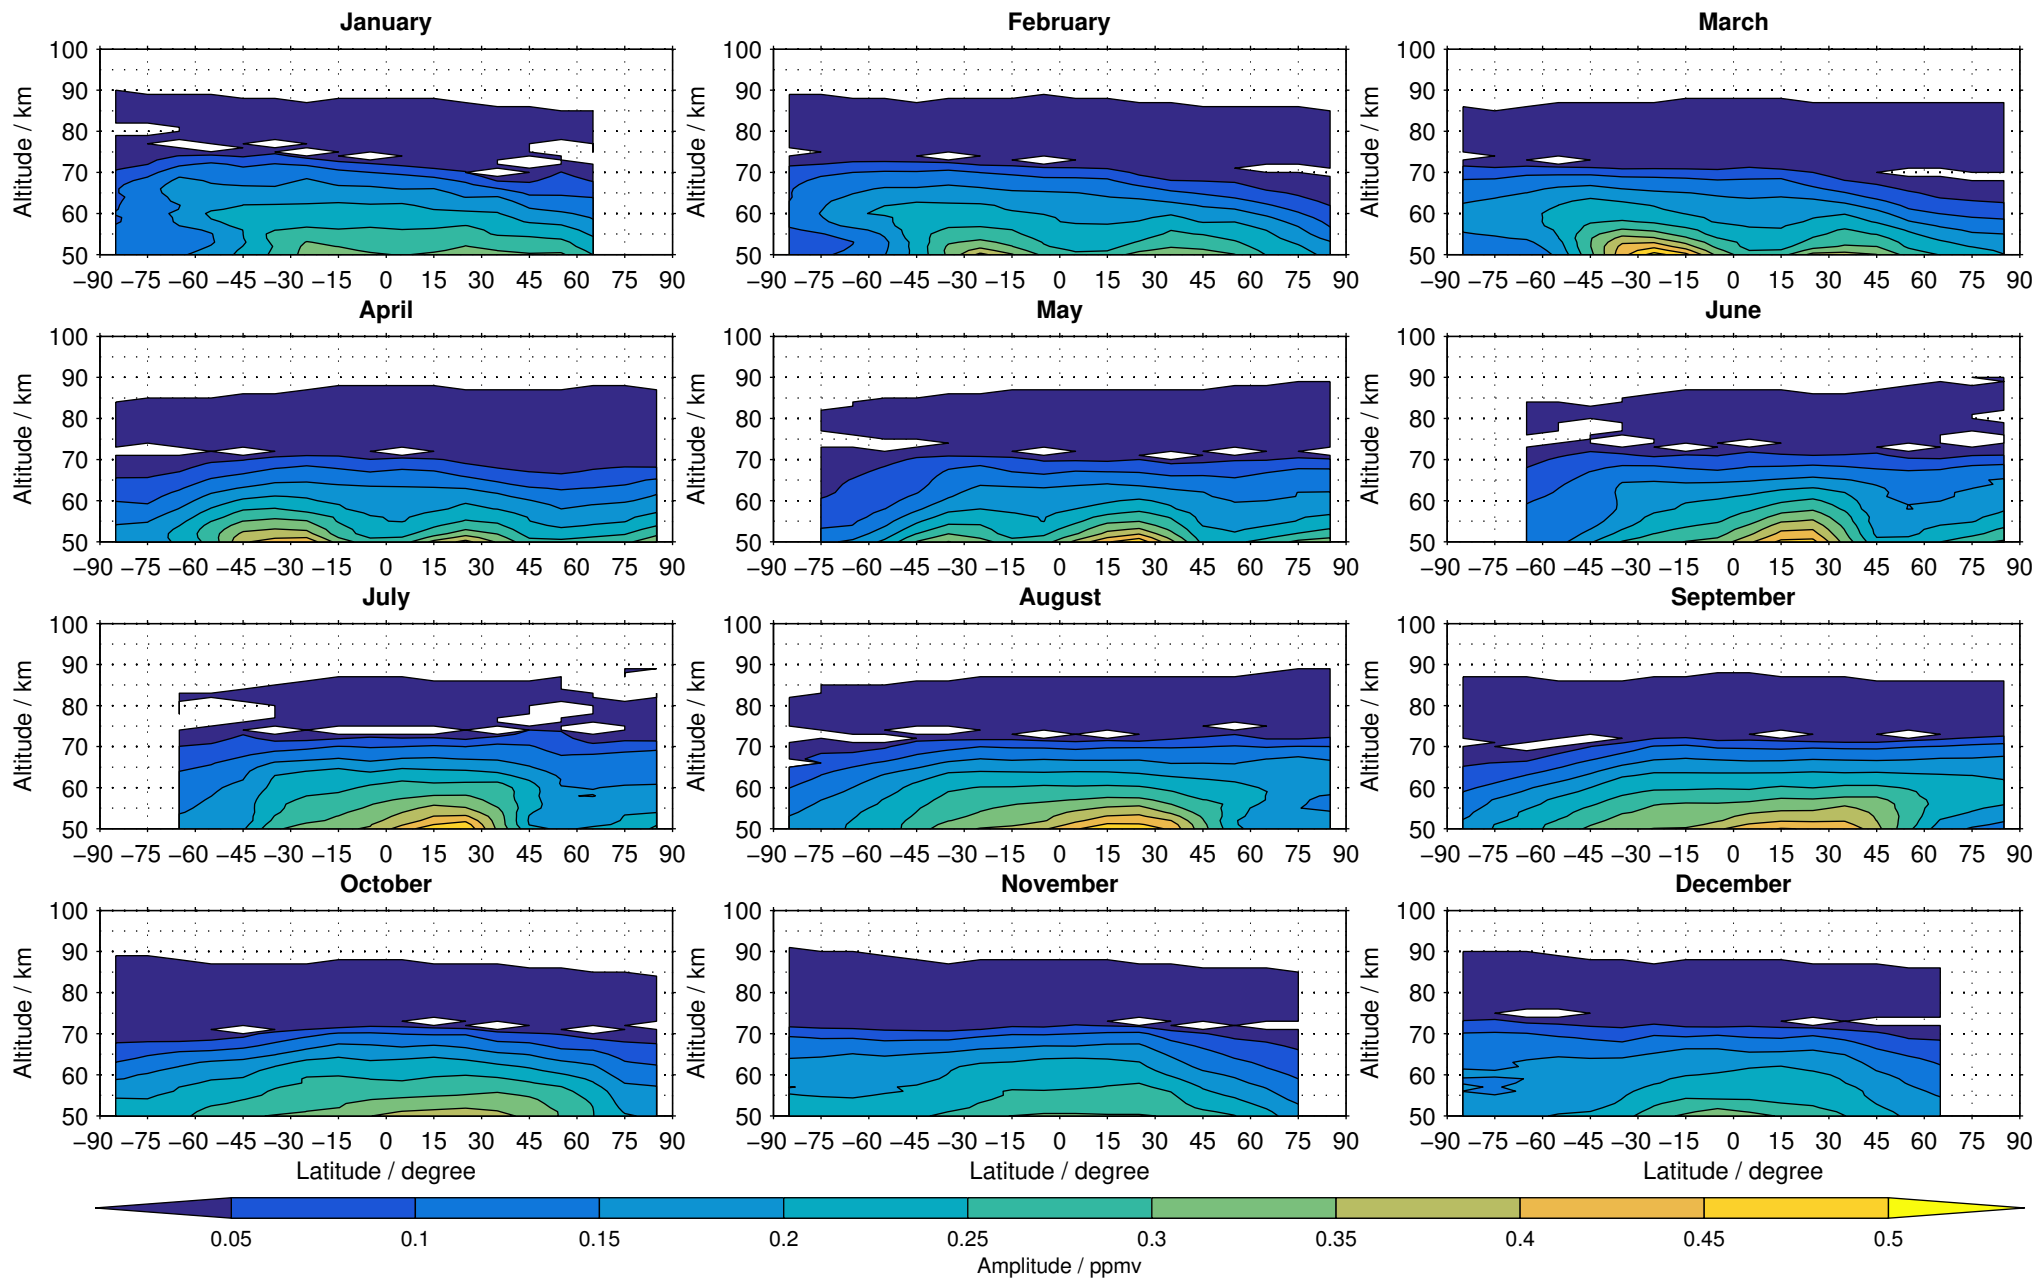 January February March
100 100 100
90 90 90
80 80 80
70 70 70
60 60 60
50 50 50
Altitude / km Altitude / km Altitude / km
−90 −75 −60 −45 −30 −15 0 15 30 45 60 75 90 −90 −75 −60 −45 −30 −15 0 15 30 45 60 75 90 −90 −75 −60 −45 −30 −15 0 15 30 45 60 75 90
April May June
100 100 100
90 90 90
80 80 80
70 70 70
60 60 60
50 50 50
Altitude / km Altitude / km Altitude / km
−90 −75 −60 −45 −30 −15 0 15 30 45 60 75 90 −90 −75 −60 −45 −30 −15 0 15 30 45 60 75 90 −90 −75 −60 −45 −30 −15 0 15 30 45 60 75 90
July August September
100 100 100
90 90 90
80 80 80
70 70 70
60 60 60
50 50 50
Altitude / km Altitude / km Altitude / km
−90 −75 −60 −45 −30 −15 0 15 30 45 60 75 90 −90 −75 −60 −45 −30 −15 0 15 30 45 60 75 90 −90 −75 −60 −45 −30 −15 0 15 30 45 60 75 90
October November December
100 100 100
90 90 90
80 80 80
70 70 70
60 60 60
50 50 50
Altitude / km Altitude / km Altitude / km
−90 −75 −60 −45 −30 −15 0 15 30 45 60 75 90 −90 −75 −60 −45 −30 −15 0 15 30 45 60 75 90 −90 −75 −60 −45 −30 −15 0 15 30 45 60 75 90
Latitude / degree Latitude / degree Latitude / degree
0.05 0.1 0.15 0.2 0.25 0.3 0.35 0.4 0.45 0.5
Amplitude / ppmv